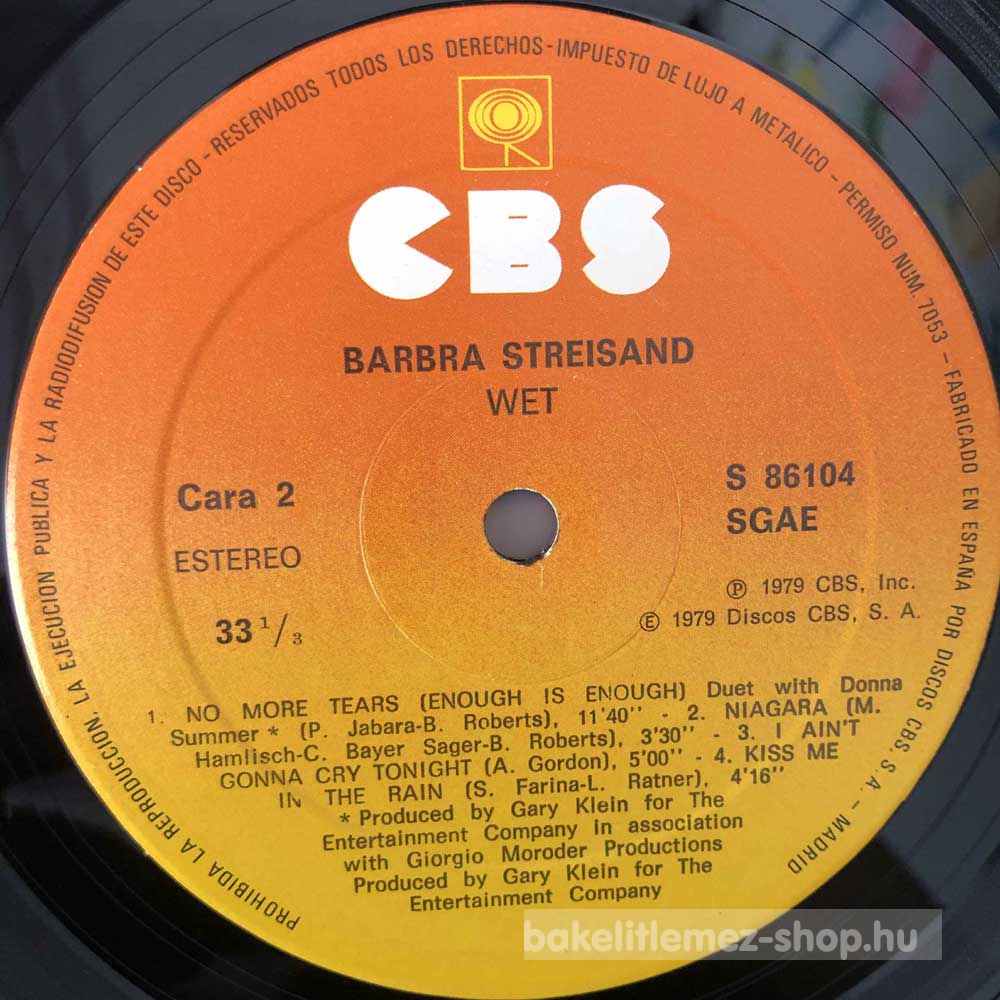 PROHIBIDA LA REPRODUCCION, LA EJECUCION PUBLICA Y LA RADIODIFUSION DE ESTE DISCO - RESERVADOS TODOS LOS DERECHOS - IMPUESTO DE LUJO A METALICO - PERMISO NUM. 7053 - FABRICADO EN ESPAÑA POR DISCOS CBS. S. A. - MADRID
CBS
BARBRA STREISAND
WET
Cara 2
ESTEREO
33 1/3
S 86104
SGAE
Ⓟ 1979 CBS, Inc.
© 1979 Discos CBS, S. A.
1. NO MORE TEARS (ENOUGH IS ENOUGH) Duet with Donna
Summer * (P. Jabara-B. Roberts), 11'40'' - 2. NIAGARA (M.
Hamlisch-C. Bayer Sager-B. Roberts), 3'30'' - 3. I AIN'T
GONNA CRY TONIGHT (A. Gordon), 5'00'' - 4. KISS ME
IN THE RAIN (S. Farina-L. Ratner), 4'16''
* Produced by Gary Klein for The
Entertainment Company in association
with Giorgio Moroder Productions
Produced by Gary Klein for The
Entertainment Company
bakelitlemez-shop.hu